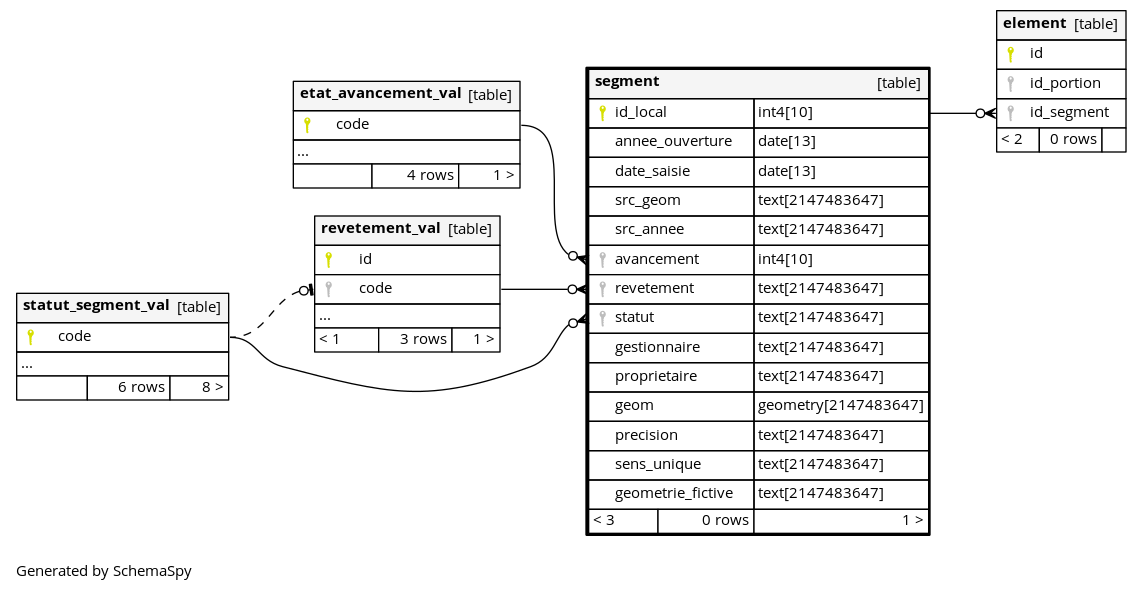 element [table]
id
id_portion
id_segment
< 2 0 rows
segment [table]
id_local int4[10]
annee_ouverture date[13]
date_saisie date[13]
src_geom text[2147483647]
src_annee text[2147483647]
avancement int4[10]
revetement text[2147483647]
statut text[2147483647]
gestionnaire text[2147483647]
proprietaire text[2147483647]
geom geometry[2147483647]
precision text[2147483647]
sens_unique text[2147483647]
geometrie_fictive text[2147483647]
< 3 0 rows 1 >
etat_avancement_val [table]
code
...
4 rows 1 >
revetement_val [table]
id
code
...
< 1 3 rows 1 >
statut_segment_val [table]
code
...
6 rows 8 >
Generated by SchemaSpy